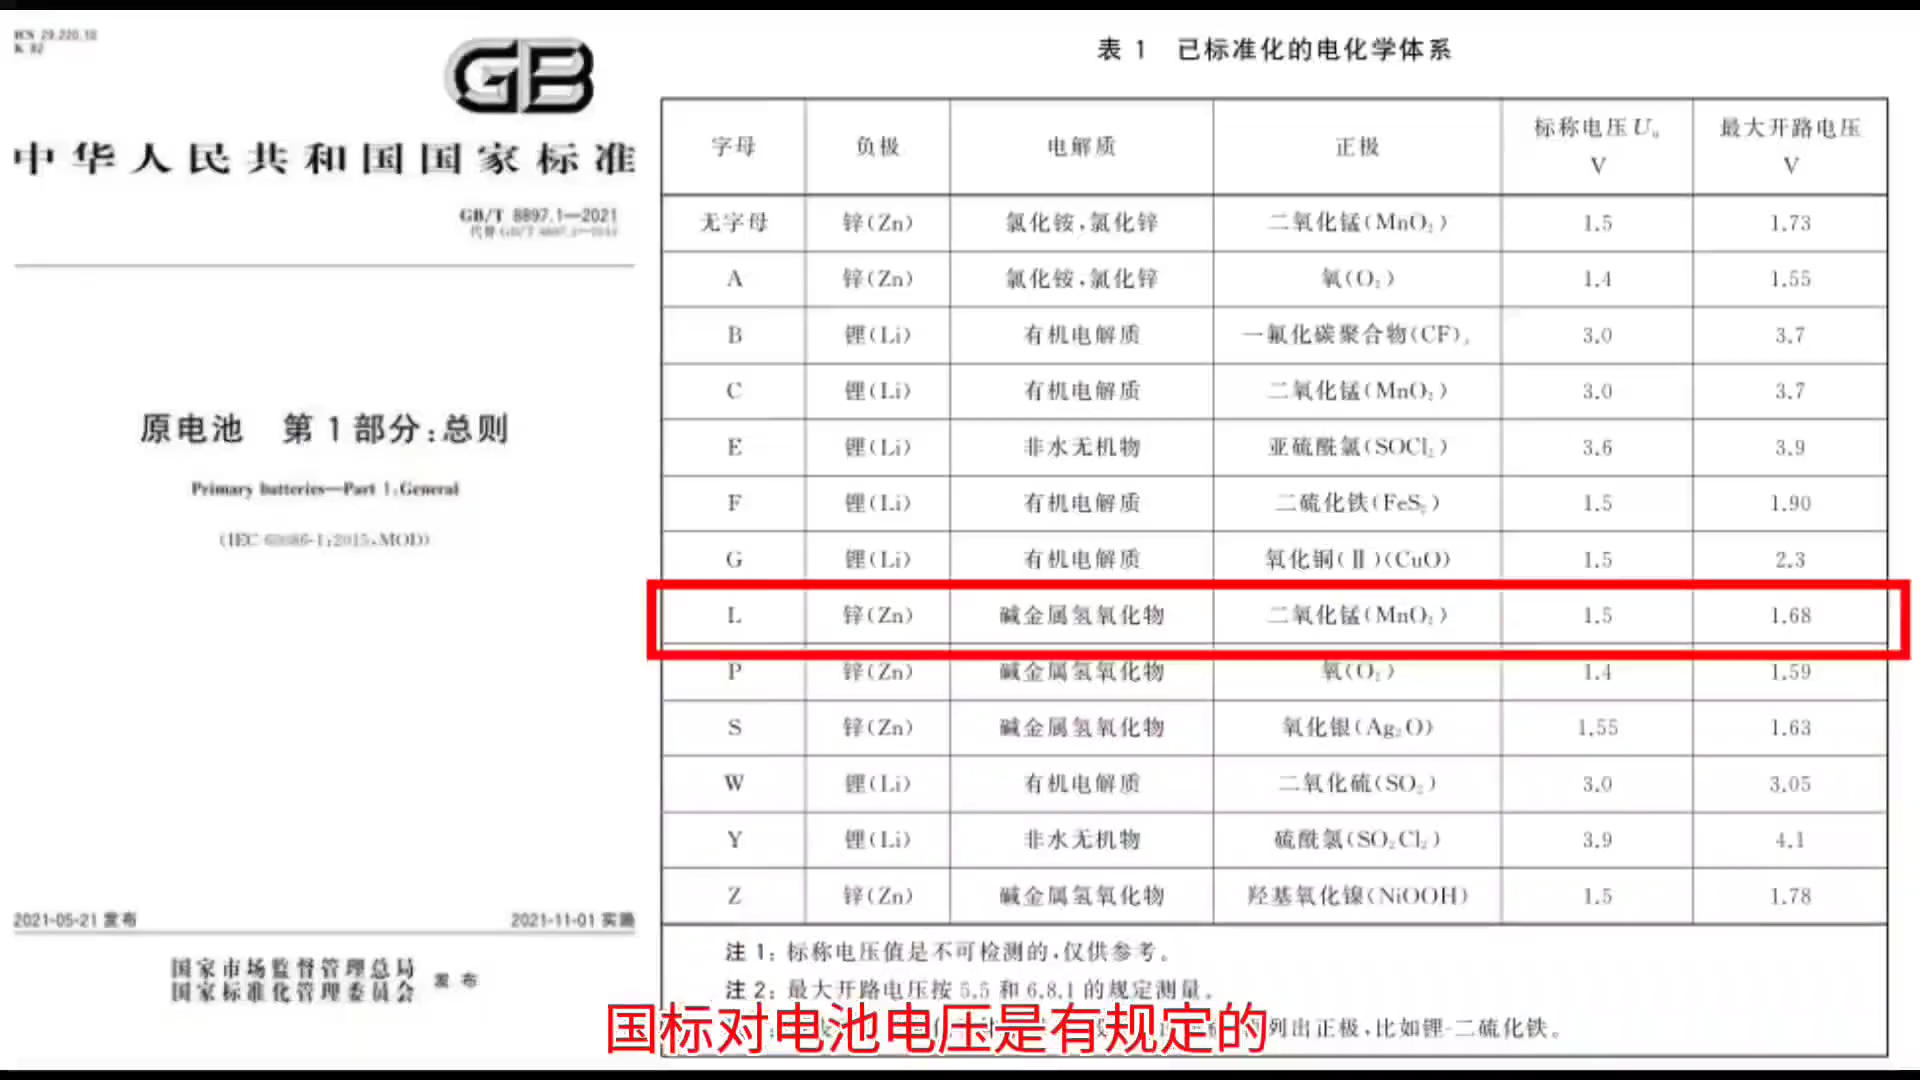 ICS 29.220.10
K 82
GB
中华人民共和国国家标准
GB/T 8897.1—2021
代替 GB/T 8897.1—2013
原电池 第1部分:总则
Primary batteries—Part 1:General
(IEC 60086-1:2015,MOD)
2021-05-21 发布 2021-11-01 实施
国家市场监督管理总局
国家标准化管理委员会 发布
表 1 已标准化的电化学体系
字母 负极 电解质 正极 标称电压Uₙ V 最大开路电压 V
无字母 锌(Zn) 氯化铵,氯化锌 二氧化锰(MnO₂) 1.5 1.73
A 锌(Zn) 氯化铵,氯化锌 氧(O₂) 1.4 1.55
B 锂(Li) 有机电解质 一氟化碳聚合物(CF)ₓ 3.0 3.7
C 锂(Li) 有机电解质 二氧化锰(MnO₂) 3.0 3.7
E 锂(Li) 非水无机物 亚硫酰氯(SOCl₂) 3.6 3.9
F 锂(Li) 有机电解质 二硫化铁(FeS₂) 1.5 1.90
G 锂(Li) 有机电解质 氧化铜(Ⅱ)(CuO) 1.5 2.3
L 锌(Zn) 碱金属氢氧化物 二氧化锰(MnO₂) 1.5 1.68
P 锌(Zn) 碱金属氢氧化物 氧(O₂) 1.4 1.59
S 锌(Zn) 碱金属氢氧化物 氧化银(Ag₂O) 1.55 1.63
W 锂(Li) 有机电解质 二氧化硫(SO₂) 3.0 3.05
Y 锂(Li) 非水无机物 硫酰氯(SO₂Cl₂) 3.9 4.1
Z 锌(Zn) 碱金属氢氧化物 羟基氧化镍(NiOOH) 1.5 1.78
注 1: 标称电压值是不可检测的,仅供参考。
注 2: 最大开路电压按 5.5 和 6.8.1 的规定测量。
列出正极,比如锂-二硫化铁。
国标对电池电压是有规定的